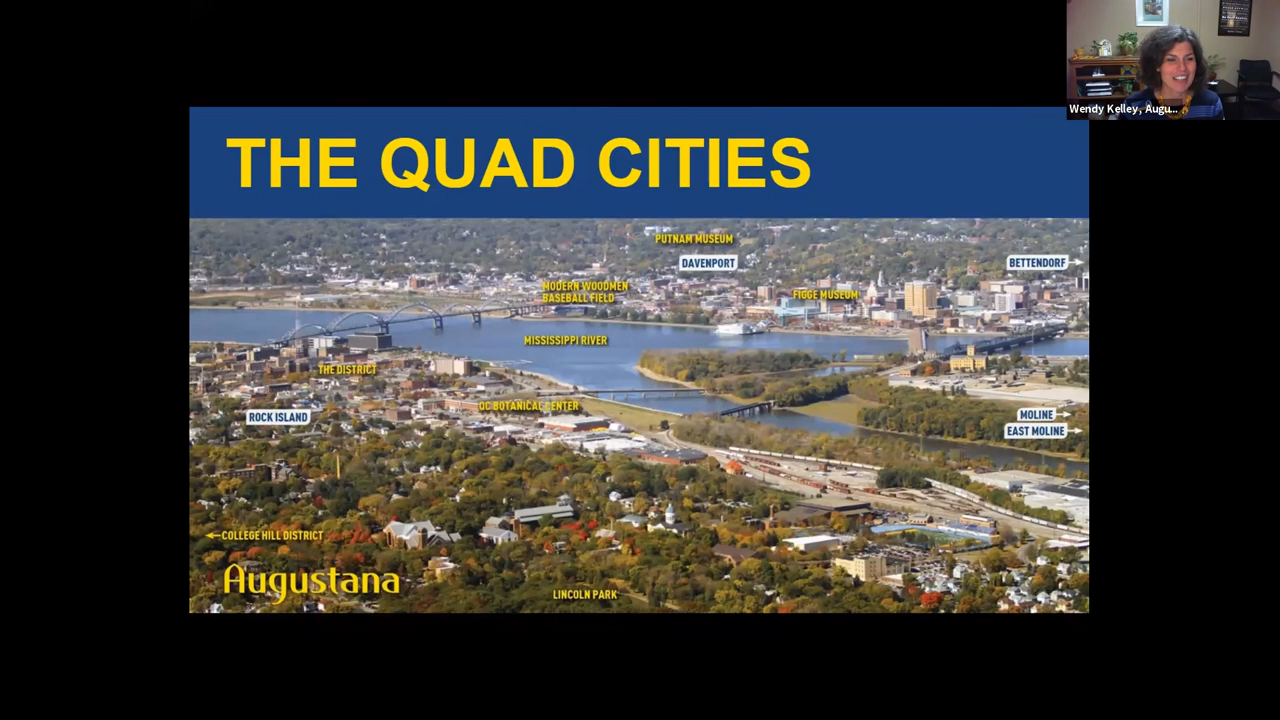 Wendy Kelley, Augu...
THE QUAD CITIES
PUTNAM MUSEUM
DAVENPORT
BETTENDORF
MODERN WOODMEN
BASEBALL FIELD
FIGGE MUSEUM
MISSISSIPPI RIVER
THE DISTRICT
QC BOTANICAL CENTER
ROCK ISLAND
MOLINE
EAST MOLINE
COLLEGE HILL DISTRICT
Augustana
LINCOLN PARK